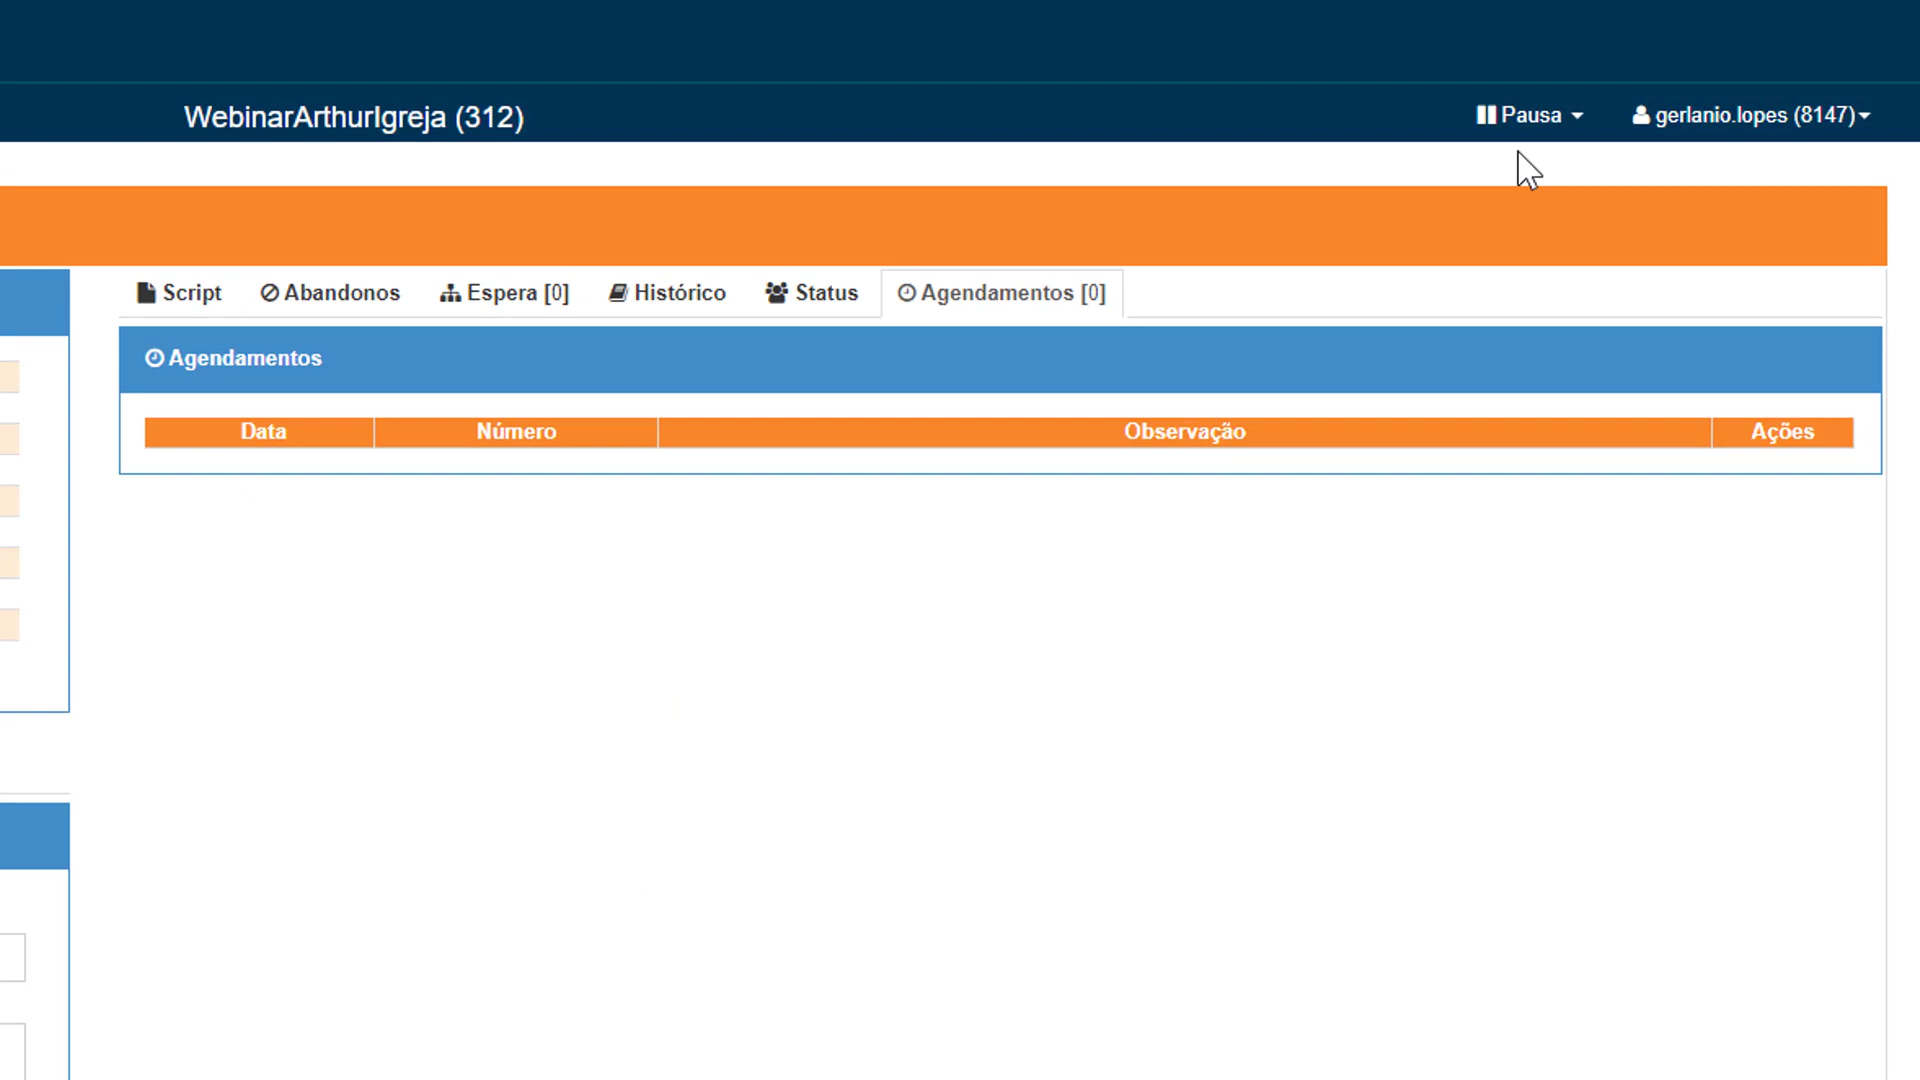 WebinarArthurIgreja (312)
Pausa
gerlanio.lopes (8147)
Script
Abandonos
Espera [0]
Histórico
Status
Agendamentos [0]
Agendamentos
Data
Número
Observação
Ações